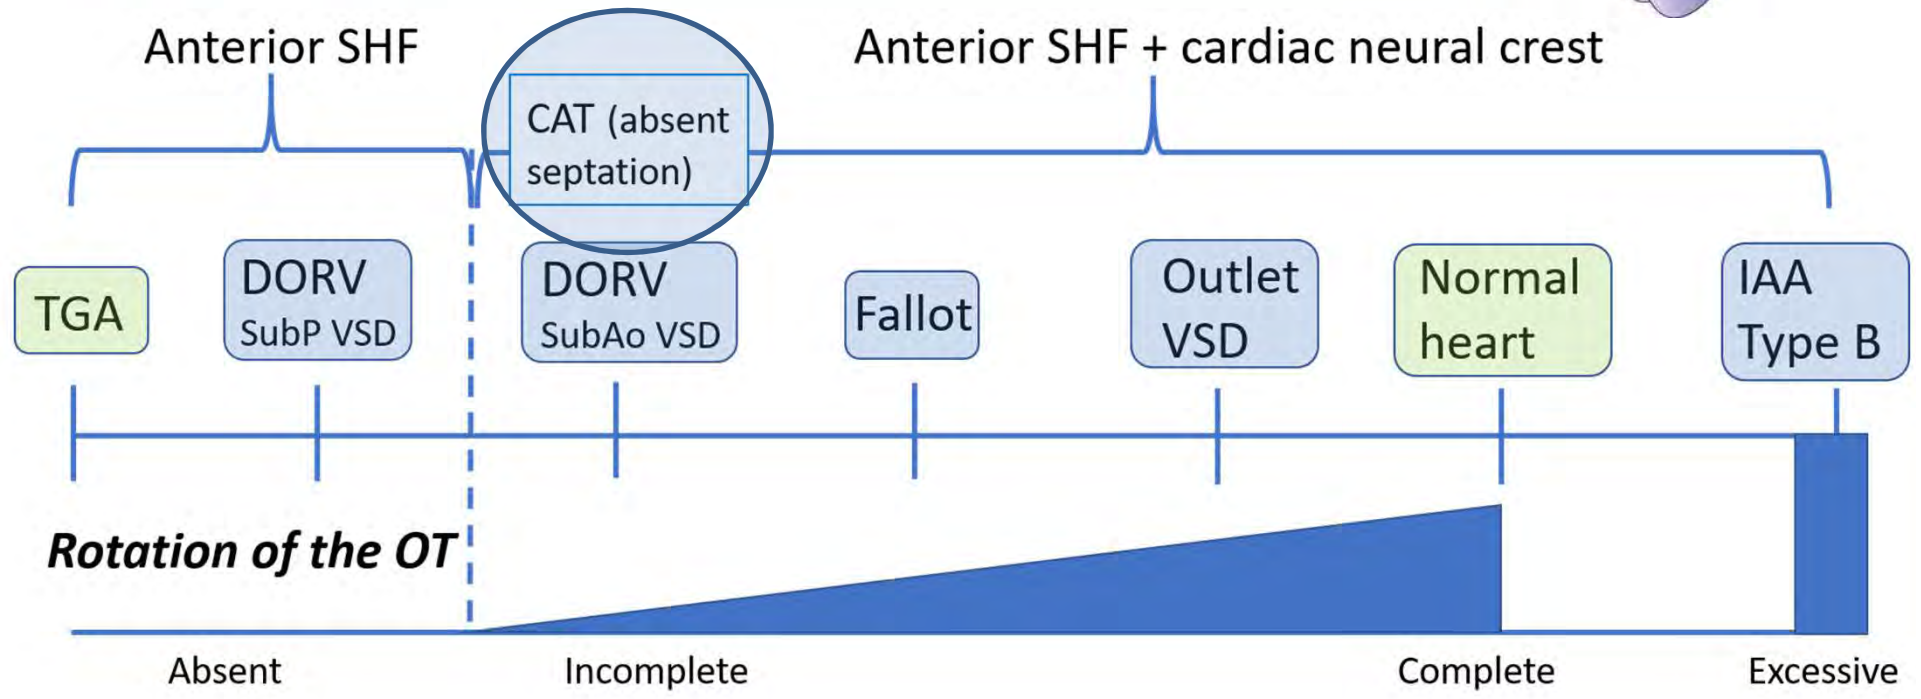 Anterior SHF
Anterior SHF + cardiac neural crest
CAT (absent
septation)
TGA
DORV
SubP VSD
DORV
SubAo VSD
Fallot
Outlet
VSD
Normal
heart
IAA
Type B
Rotation of the OT
Absent
Incomplete
Complete
Excessive